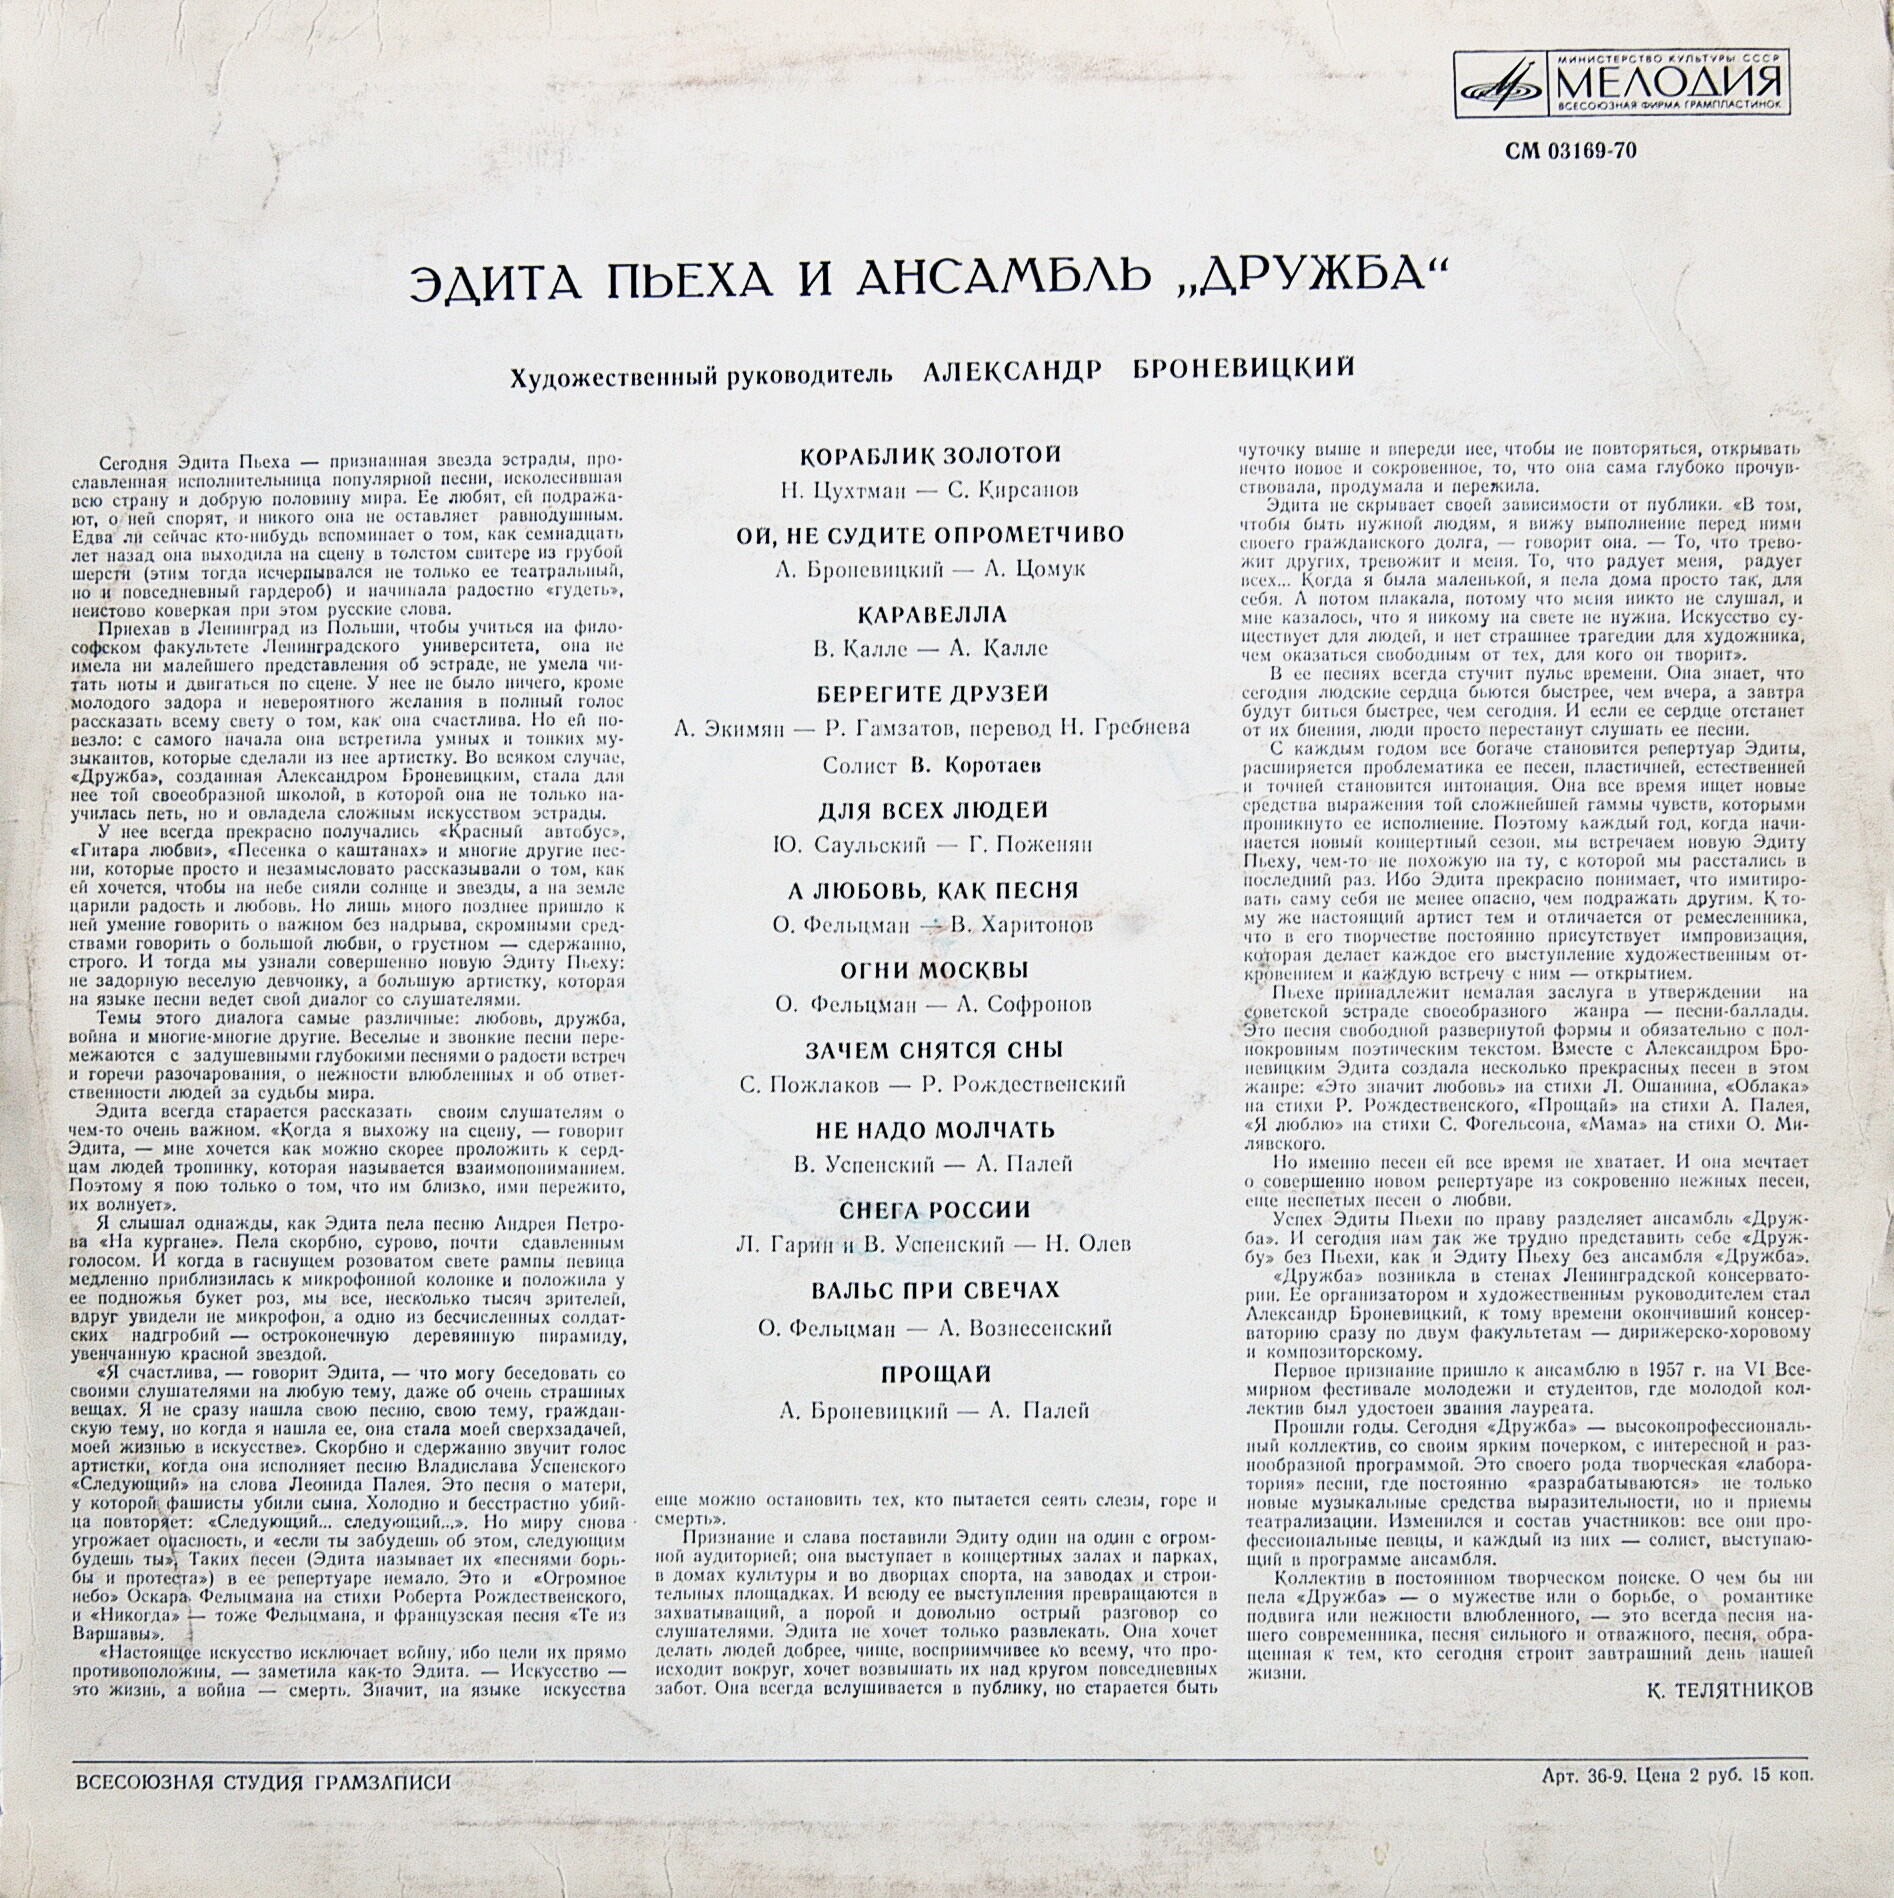 МИНИСТЕРСТВО КУЛЬТУРЫ СССР
МЕЛОДИЯ
ВСЕСОЮЗНАЯ ФИРМА ГРАМПЛАСТИНОК
СМ 03169-70
ЭДИТА ПЬЕХА И АНСАМБЛЬ „ДРУЖБА“
Художественный руководитель АЛЕКСАНДР БРОНЕВИЦКИЙ
Сегодня Эдита Пьеха — признанная звезда эстрады, про-
славленная исполнительница популярной песни, исколесившая
всю страну и добрую половину мира. Ее любят, ей подража-
ют, о ней спорят, и никого она не оставляет равнодушным.
Едва ли сейчас кто-нибудь вспоминает о том, как семнадцать
лет назад она выходила на сцену в толстом свитере из грубой
шерсти (этим тогда исчерпывался не только ее театральный,
но и повседневный гардероб) и начинала радостно «гудеть»,
неистово коверкая при этом русские слова.
Приехав в Ленинград из Польши, чтобы учиться на фило-
софском факультете Ленинградского университета, она не
имела ни малейшего представления об эстраде, не умела чи-
тать ноты и двигаться по сцене. У нее не было ничего, кроме
молодого задора и невероятного желания в полный голос
рассказать всему свету о том, как она счастлива. Но ей по-
везло: с самого начала она встретила умных и тонких му-
зыкантов, которые сделали из нее артистку. Во всяком случае,
«Дружба», созданная Александром Броневицким, стала для
нее той своеобразной школой, в которой она не только на-
училась петь, но и овладела сложным искусством эстрады.
У нее всегда прекрасно получались «Красный автобус»,
«Гитара любви», «Песенка о каштанах» и многие другие пес-
ни, которые просто и незамысловато рассказывали о том, как
ей хочется, чтобы на небе сияли солнце и звезды, а на земле
царили радость и любовь. Но лишь много позднее пришло к
ней умение говорить о важном без надрыва, скромными сред-
ствами говорить о большой любви, о грустном — сдержанно,
строго. И тогда мы узнали совершенно новую Эдиту Пьеху:
не задорную веселую девчонку, а большую артистку, которая
на языке песни ведет свой диалог со слушателями.
Темы этого диалога самые различные: любовь, дружба,
война и многие-многие другие. Веселые и звонкие песни пере-
межаются с задушевными глубокими песнями о радости встреч
и горечи разочарования, о нежности влюбленных и об ответ-
ственности людей за судьбы мира.
Эдита всегда старается рассказать своим слушателям о
чем-то очень важном. «Когда я выхожу на сцену, — говорит
Эдита, — мне хочется как можно скорее проложить к серд-
цам людей тропинку, которая называется взаимопониманием.
Поэтому я пою только о том, что им близко, ими пережито,
их волнует».
Я слышал однажды, как Эдита пела песню Андрея Петро-
ва «На кургане». Пела скорбно, сурово, почти сдавленным
голосом. И когда в гаснущем розоватом свете рампы певица
медленно приблизилась к микрофонной колонке и положила у
ее подножья букет роз, мы все, несколько тысяч зрителей,
вдруг увидели не микрофон, а одно из бесчисленных солдат-
ских надгробий — остроконечную деревянную пирамиду,
увенчанную красной звездой.
«Я счастлива, — говорит Эдита, — что могу беседовать со
своими слушателями на любую тему, даже об очень страшных
вещах. Я не сразу нашла свою песню, свою тему, граждан-
скую тему, но когда я нашла ее, она стала моей сверхзадачей,
моей жизнью в искусстве». Скорбно и сдержанно звучит голос
артистки, когда она исполняет песню Владислава Успенского
«Следующий» на слова Леонида Палея. Это песня о матери,
у которой фашисты убили сына. Холодно и бесстрастно убий-
ца повторяет: «Следующий... следующий...». Но миру снова
угрожает опасность, и «если ты забудешь об этом, следующим
будешь ты». Таких песен (Эдита называет их «песнями борь-
бы и протеста») в ее репертуаре немало. Это и «Огромное
небо» Оскара Фельцмана на стихи Роберта Рождественского,
и «Никогда» — тоже Фельцмана, и французская песня «Те из
Варшавы».
«Настоящее искусство исключает войну, ибо цели их прямо
противоположны, — заметила как-то Эдита. — Искусство —
это жизнь, а война — смерть. Значит, на языке искусства
КОРАБЛИК ЗОЛОТОЙ
Н. Цухтман — С. Кирсанов
ОЙ, НЕ СУДИТЕ ОПРОМЕТЧИВО
А. Броневицкий — А. Цомук
КАРАВЕЛЛА
В. Калле — А. Калле
БЕРЕГИТЕ ДРУЗЕЙ
А. Экимян — Р. Гамзатов, перевод Н. Гребнева
Солист В. Коротаев
ДЛЯ ВСЕХ ЛЮДЕЙ
Ю. Саульский — Г. Поженян
А ЛЮБОВЬ, КАК ПЕСНЯ
О. Фельцман — В. Харитонов
ОГНИ МОСКВЫ
О. Фельцман — А. Софронов
ЗАЧЕМ СНЯТСЯ СНЫ
С. Пожлаков — Р. Рождественский
НЕ НАДО МОЛЧАТЬ
В. Успенский — А. Палей
СНЕГА РОССИИ
Л. Гарин и В. Успенский — Н. Олев
ВАЛЬС ПРИ СВЕЧАХ
О. Фельцман — А. Вознесенский
ПРОЩАЙ
А. Броневицкий — А. Палей
еще можно остановить тех, кто пытается сеять слезы, горе и
смерть».
Признание и слава поставили Эдиту один на один с огром-
ной аудиторией; она выступает в концертных залах и парках,
в домах культуры и во дворцах спорта, на заводах и строи-
тельных площадках. И всюду ее выступления превращаются в
захватывающий, а порой и довольно острый разговор со
слушателями. Эдита не хочет только развлекать. Она хочет
делать людей добрее, чище, восприимчивее ко всему, что про-
исходит вокруг, хочет возвышать их над кругом повседневных
забот. Она всегда вслушивается в публику, но старается быть
чуточку выше и впереди нее, чтобы не повторяться, открывать
нечто новое и сокровенное, то, что она сама глубоко прочув-
ствовала, продумала и пережила.
Эдита не скрывает своей зависимости от публики. «В том,
чтобы быть нужной людям, я вижу выполнение перед ними
своего гражданского долга, — говорит она. — То, что трево-
жит других, тревожит и меня. То, что радует меня, радует
всех... Когда я была маленькой, я пела дома просто так, для
себя. А потом плакала, потому что меня никто не слушал, и
мне казалось, что я никому на свете не нужна. Искусство су-
ществует для людей, и нет страшнее трагедии для художника,
чем оказаться свободным от тех, для кого он творит».
В ее песнях всегда стучит пульс времени. Она знает, что
сегодня людские сердца бьются быстрее, чем вчера, а завтра
будут биться быстрее, чем сегодня. И если ее сердце отстанет
от их биения, люди просто перестанут слушать ее песни.
С каждым годом все богаче становится репертуар Эдиты,
расширяется проблематика ее песен, пластичней, естественней
и точней становится интонация. Она все время ищет новые
средства выражения той сложнейшей гаммы чувств, которыми
проникнуто ее исполнение. Поэтому каждый год, когда начи-
нается новый концертный сезон, мы встречаем новую Эдиту
Пьеху, чем-то не похожую на ту, с которой мы расстались в
последний раз. Ибо Эдита прекрасно понимает, что имитиро-
вать саму себя не менее опасно, чем подражать другим. К то-
му же настоящий артист тем и отличается от ремесленника,
что в его творчестве постоянно присутствует импровизация,
которая делает каждое его выступление художественным от-
кровением и каждую встречу с ним — открытием.
Пьехе принадлежит немалая заслуга в утверждении на
советской эстраде своеобразного жанра — песни-баллады.
Это песня свободной развернутой формы и обязательно с пол-
нокровным поэтическим текстом. Вместе с Александром Бро-
невицким Эдита создала несколько прекрасных песен в этом
жанре: «Это значит любовь» на стихи Л. Ошанина, «Облака»
на стихи Р. Рождественского, «Прощай» на стихи А. Палея,
«Я люблю» на стихи С. Фогельсона, «Мама» на стихи О. Ми-
лявского.
Но именно песен ей все время не хватает. И она мечтает
о совершенно новом репертуаре из сокровенно нежных песен,
еще неспетых песен о любви.
Успех Эдиты Пьехи по праву разделяет ансамбль «Друж-
ба». И сегодня нам так же трудно представить себе «Друж-
бу» без Пьехи, как и Эдиту Пьеху без ансамбля «Дружба».
«Дружба» возникла в стенах Ленинградской консервато-
рии. Ее организатором и художественным руководителем стал
Александр Броневицкий, к тому времени окончивший консер-
ваторию сразу по двум факультетам — дирижерско-хоровому
и композиторскому.
Первое признание пришло к ансамблю в 1957 г. на VI Все-
мирном фестивале молодежи и студентов, где молодой кол-
лектив был удостоен звания лауреата.
Прошли годы. Сегодня «Дружба» — высокопрофессиональ-
ный коллектив, со своим ярким почерком, с интересной и раз-
нообразной программой. Это своего рода творческая «лабора-
тория» песни, где постоянно «разрабатываются» не только
новые музыкальные средства выразительности, но и приемы
театрализации. Изменился и состав участников: все они про-
фессиональные певцы, и каждый из них — солист, выступаю-
щий в программе ансамбля.
Коллектив в постоянном творческом поиске. О чем бы ни
пела «Дружба» — о мужестве или о борьбе, о романтике
подвига или нежности влюбленного, — это всегда песня на-
шего современника, песня сильного и отважного, песня, обра-
щенная к тем, кто сегодня строит завтрашний день нашей
жизни.
К. ТЕЛЯТНИКОВ
ВСЕСОЮЗНАЯ СТУДИЯ ГРАМЗАПИСИ
Арт. 36-9. Цена 2 руб. 15 коп.